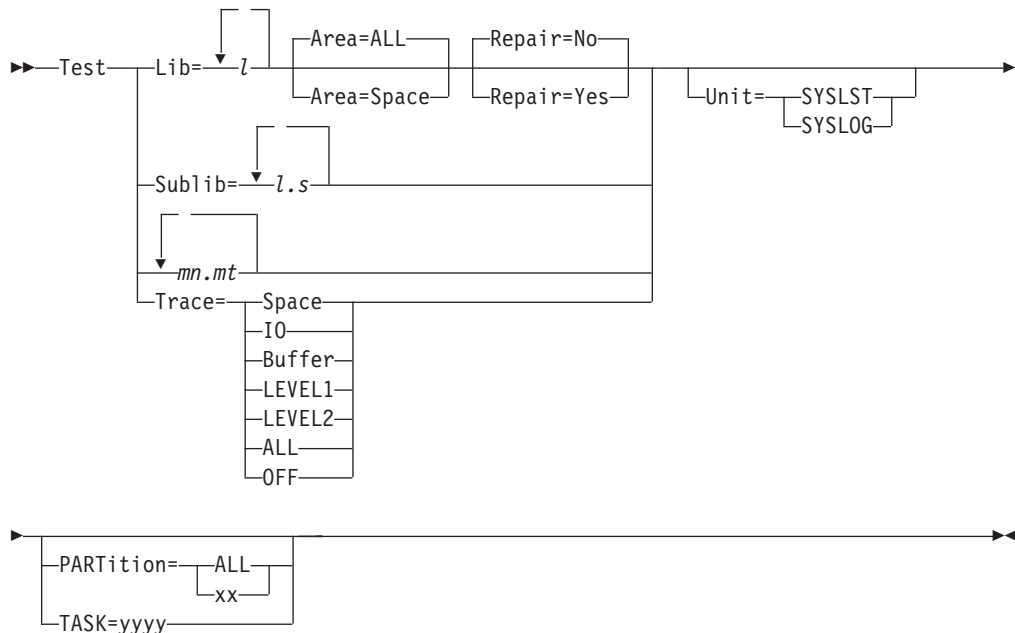 Area=ALL Repair=No
Test Lib= l
Area=Space Repair=Yes Unit= SYSLST
SYSLOG
Sublib= l.s
mn.mt
Trace= Space
IO
Buffer
LEVEL1
LEVEL2
ALL
OFF
PARTition= ALL
xx
TASK=yyyy